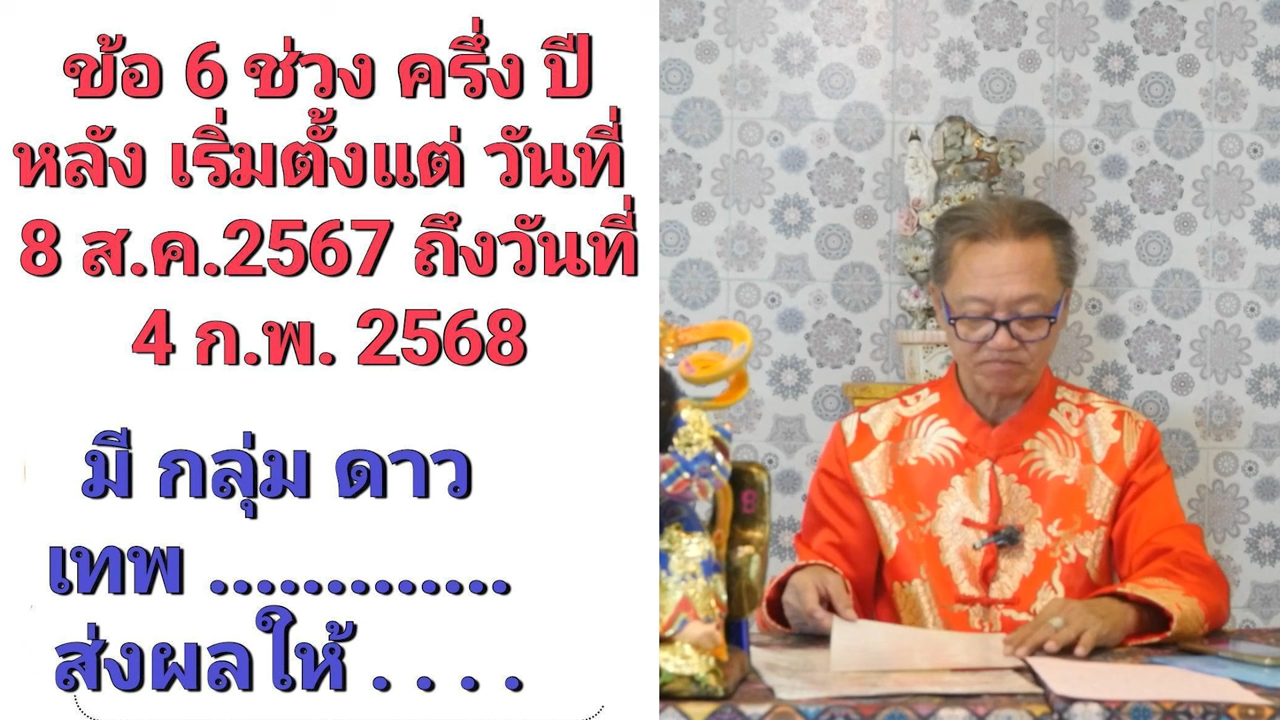 ข้อ 6 ช่วง ครึ่ง ปี
หลัง เริ่มตั้งแต่ วันที่
8 ส.ค.2567 ถึงวันที่
4 ก.พ. 2568
มี กลุ่ม ดาว
เทพ .............
ส่งผลให้ . . . .